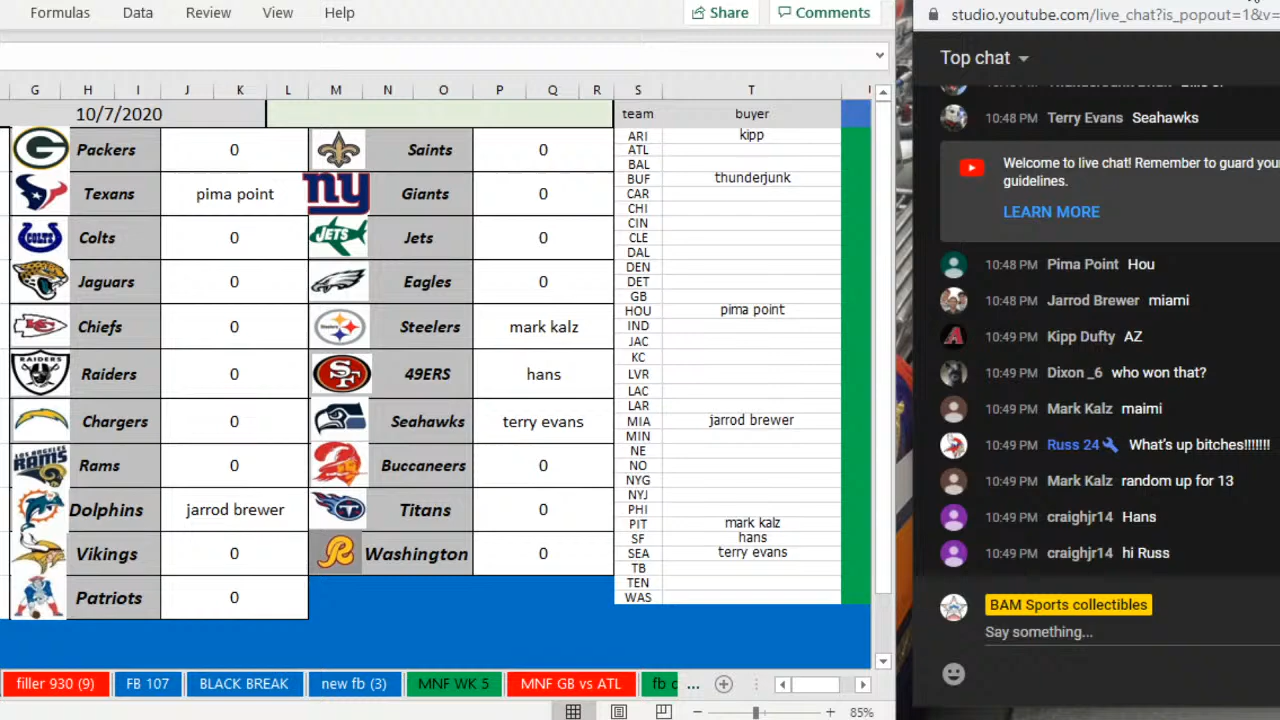 Formulas Data Review View Help Share Comments
studio.youtube.com/live_chat?is_popout=1&v=
G H I J K L M N O P Q R S T
10/7/2020
Packers 0 Saints 0
Texans pima point ny Giants 0
COLTS Colts 0 JETS Jets 0
Jaguars 0 Eagles 0
KC Chiefs 0 Steelers Steelers mark kalz
RAIDERS Raiders 0 SF 49ERS hans
Chargers 0 Seahawks terry evans
LOS ANGELES RAMS Rams 0 Buccaneers 0
Dolphins jarrod brewer Titans 0
Vikings 0 Washington 0
Patriots 0
team buyer
ARI kipp
ATL
BAL
BUF thunderjunk
CAR
CHI
CIN
CLE
DAL
DEN
DET
GB
HOU pima point
IND
JAC
KC
LVR
LAC
LAR
MIA jarrod brewer
MIN
NE
NO
NYG
NYJ
PHI
PIT mark kalz
SF hans
SEA terry evans
TB
TEN
WAS
filler 930 (9) FB 107 BLACK BREAK new fb (3) MNF WK 5 MNF GB vs ATL fb ...
85%
Top chat
10:48 PM Terry Evans Seahawks
Welcome to live chat! Remember to guard your
guidelines.
LEARN MORE
10:48 PM Pima Point Hou
10:48 PM Jarrod Brewer miami
10:49 PM Kipp Dufty AZ
10:49 PM Dixon _6 who won that?
10:49 PM Mark Kalz maimi
10:49 PM Russ 24 What's up bitches!!!!!!!
10:49 PM Mark Kalz random up for 13
10:49 PM craighjr14 Hans
10:49 PM craighjr14 hi Russ
BAM Sports collectibles
Say something...